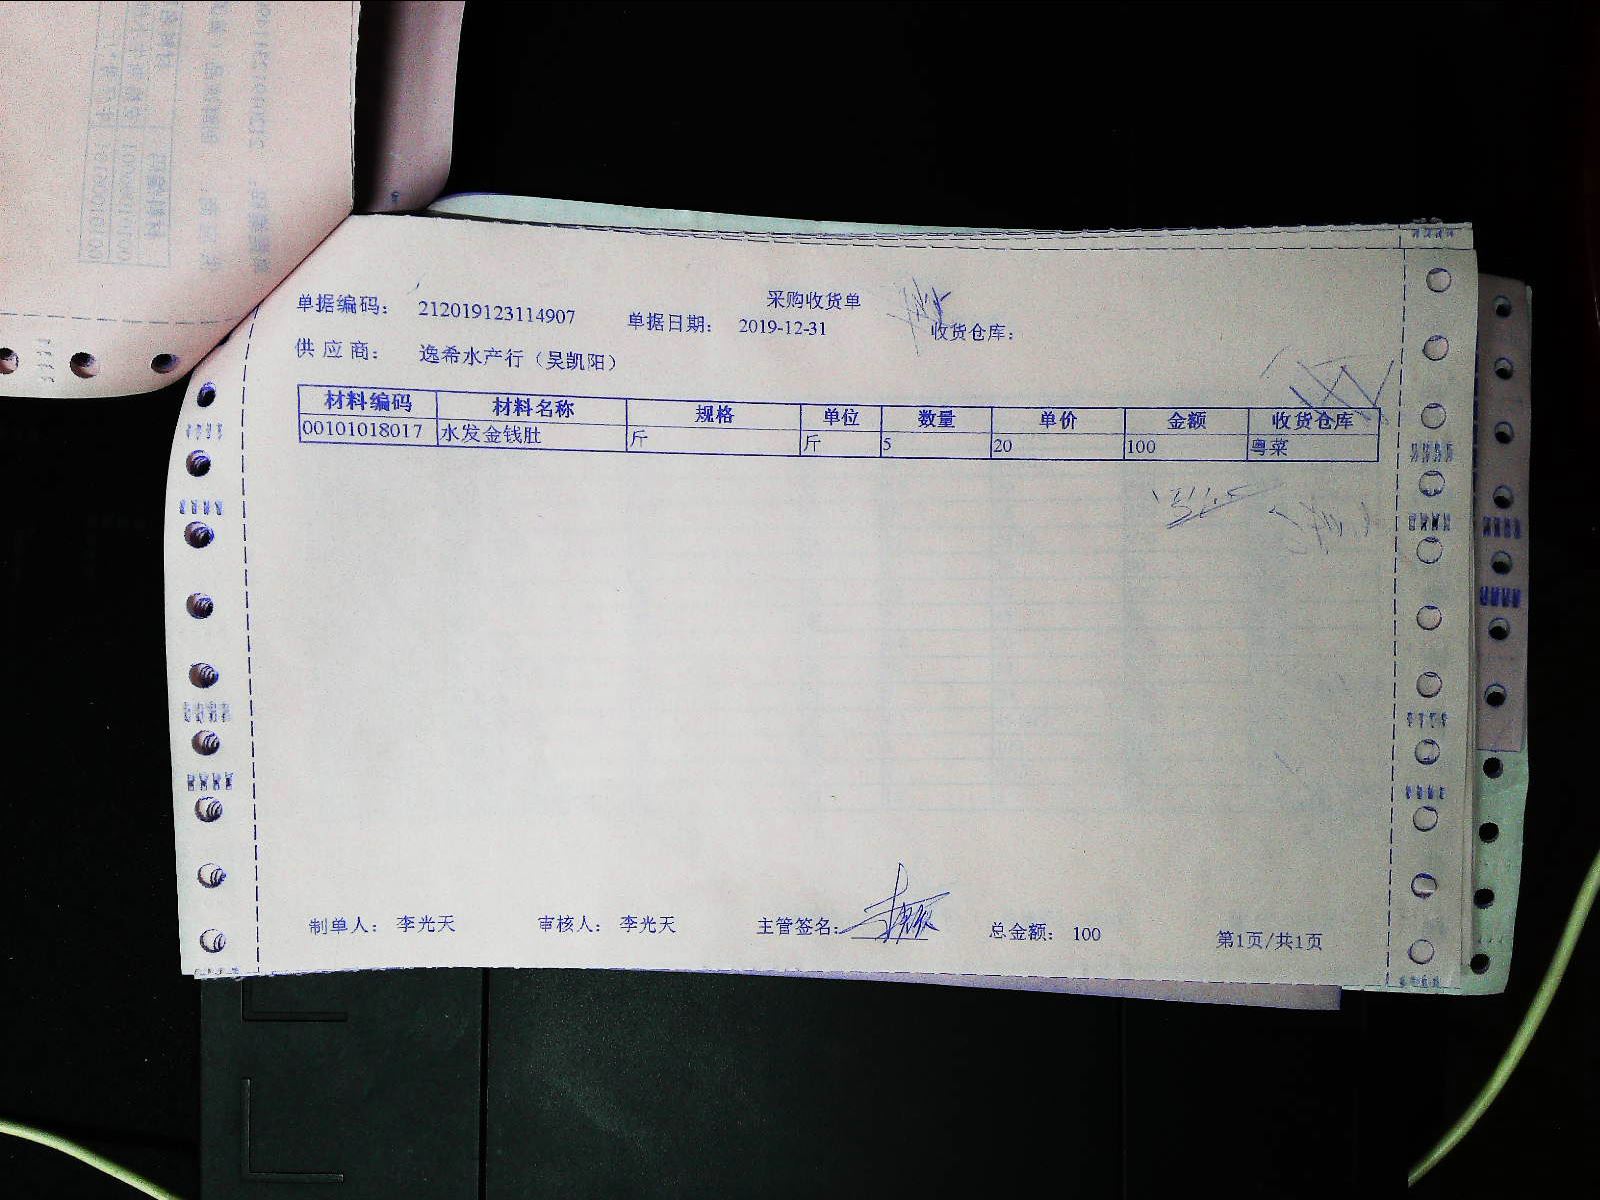 采购收货单
单据编码： 212019123114907 单据日期： 2019-12-31 收货仓库：
供 应 商： 逸希水产行（吴凯阳）
材料编码 材料名称 规格 单位 数量 单价 金额 收货仓库
00101018017 水发金钱肚 斤 斤 5 20 100 粤菜
制单人： 李光天 审核人： 李光天 主管签名： 总金额： 100 第1页/共1页